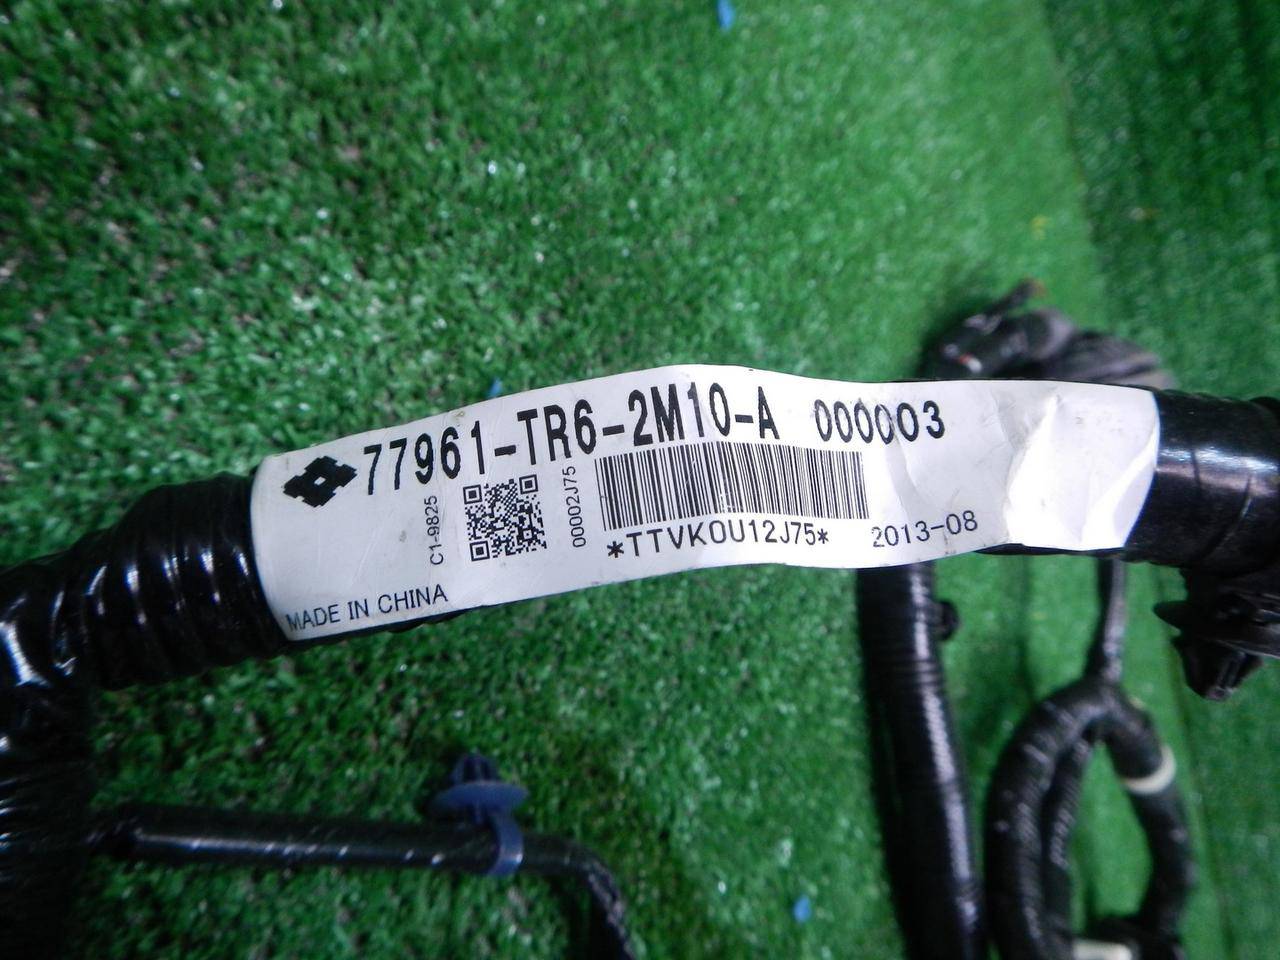 77961-TR6-2M10-A 000003
C1-9825
00002J75
*TTVK0U12J75*
2013-08
MADE IN CHINA